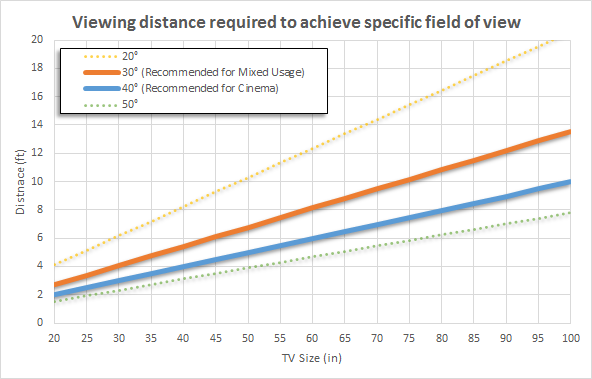 Viewing distance required to achieve specific field of view
20
18
16
14
12
10
8
6
4
2
0
Distnace (ft)
20°
30° (Recommended for Mixed Usage)
40° (Recommended for Cinema)
50°
20 25 30 35 40 45 50 55 60 65 70 75 80 85 90 95 100
TV Size (in)